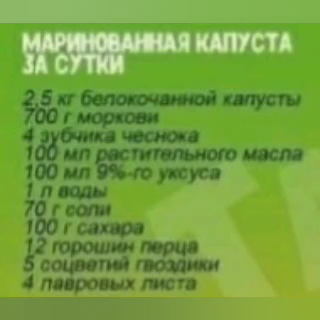 МАРИНОВАННАЯ КАПУСТА
ЗА СУТКИ
2,5 кг белокочанной капусты
700 г моркови
4 зубчика чеснока
100 мл растительного масла
100 мл 9%-го уксуса
1 л воды
70 г соли
100 г сахара
12 горошин перца
5 соцветий гвоздики
4 лавровых листа